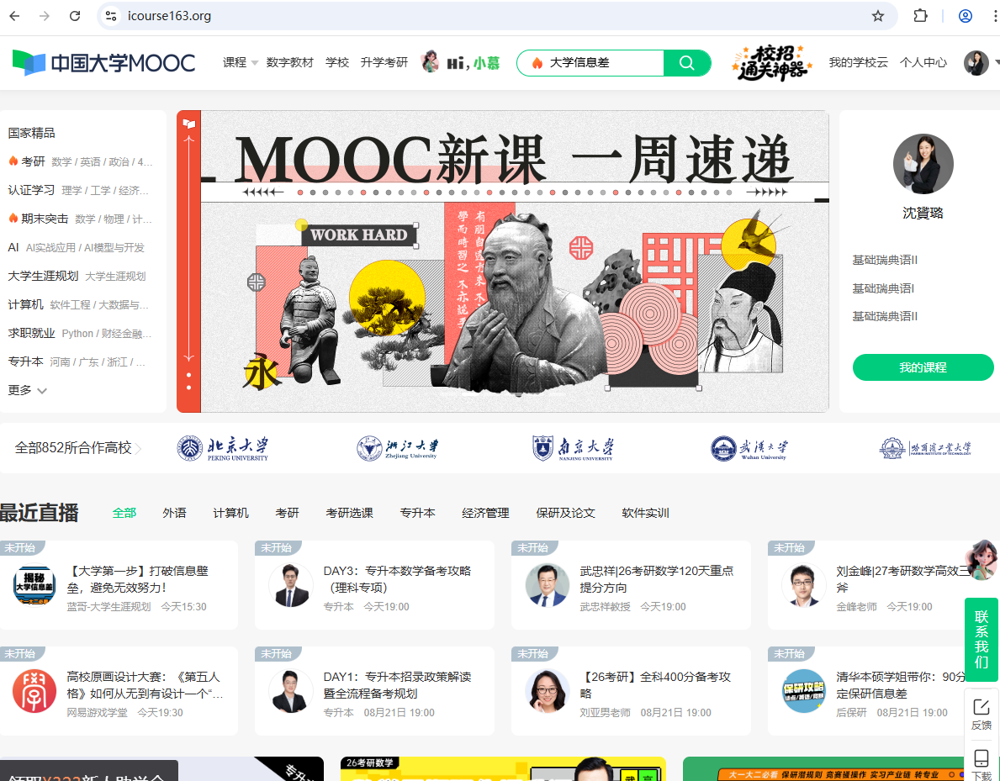 icourse163.org
中国大学MOOC
课程
数字教材
学校
升学考研
Hi,小慕
大学信息差
校招
通关神器
我的学校云
个人中心
国家精品
考研 数学 / 英语 / 政治 / 4...
认证学习 理学 / 工学 / 经济...
期末突击 数学 / 物理 / 计...
AI AI实战应用 / AI模型与开发
大学生涯规划 大学生涯规划
计算机 软件工程 / 大数据与...
求职就业 Python / 财经金融...
专升本 河南 / 广东 / 浙江 / ...
更多
MOOC新课 一周速递
WORK HARD
有朋自遠方來 不亦
學而時習之 不亦説乎
永
沈贇璐
基础瑞典语II
基础瑞典语I
基础瑞典语II
我的课程
全部852所合作高校
北京大学
PEKING UNIVERSITY
浙江大学
Zhejiang University
南京大学
NANJING UNIVERSITY
武汉大学
Wuhan University
哈爾濱工業大学
HARBIN INSTITUTE OF TECHNOLOGY
最近直播
全部
外语
计算机
考研
考研选课
专升本
经济管理
保研及论文
软件实训
未开始
揭秘
大学信息差
【大学第一步】打破信息壁
垒，避免无效努力！
蓝哥-大学生涯规划 今天15:30
未开始
DAY3：专升本数学备考攻略
（理科专项）
专升本 今天19:00
未开始
武忠祥|26考研数学120天重点
提分方向
武忠祥教授 今天19:00
未开始
刘金峰|27考研数学高效三
斧
金峰老师 今天19:00
未开始
高校原画设计大赛：《第五人
格》如何从无到有设计一个“...
网易游戏学堂 今天19:30
未开始
DAY1：专升本招录政策解读
暨全流程备考规划
专升本 08月21日 19:00
未开始
【26考研】全科400分备考攻
略
刘亚男老师 08月21日 19:00
未开始
保研攻略
清华本硕学姐带你：90分
定保研信息差
后保研 08月21日 19:00
联系我们
反馈
下载
领取¥323新人助学金
专升
26考研数学
武
大一大二必看 保研潜规则 竞赛骚操作 实习产业链 转专业